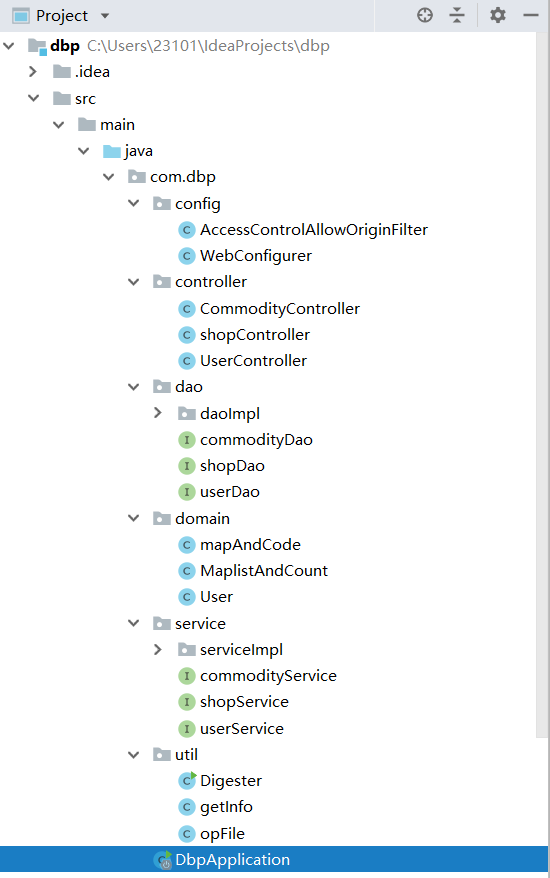 Project
dbp C:\Users\23101\IdeaProjects\dbp
.idea
src
main
java
com.dbp
config
AccessControlAllowOriginFilter
WebConfigurer
controller
CommodityController
shopController
UserController
dao
daoImpl
commodityDao
shopDao
userDao
domain
mapAndCode
MaplistAndCount
User
service
serviceImpl
commodityService
shopService
userService
util
Digester
getInfo
opFile
DbpApplication